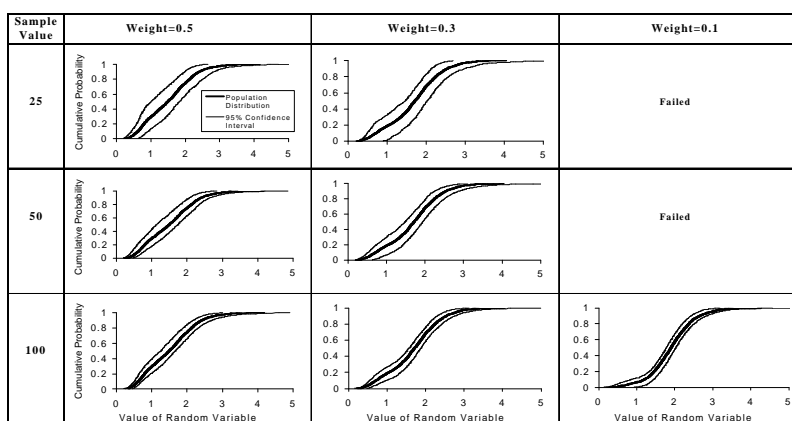 Sample
Value
Weight=0.5
Weight=0.3
Weight=0.1
25
Cumulative Probability
1
0.8
0.6
0.4
0.2
0
0 1 2 3 4 5
Population
Distribution
95% Confidence
Interval
1
0.8
0.6
0.4
0.2
0
0 1 2 3 4 5
Failed
50
Cumulative Probability
1
0.8
0.6
0.4
0.2
0
0 1 2 3 4 5
1
0.8
0.6
0.4
0.2
0
0 1 2 3 4 5
Failed
100
Cumulative Probability
1
0.8
0.6
0.4
0.2
0
0 1 2 3 4 5
Value of Random Variable
1
0.8
0.6
0.4
0.2
0
0 1 2 3 4 5
Value of Random Variable
1
0.8
0.6
0.4
0.2
0
0 1 2 3 4 5
Value of Random Variable